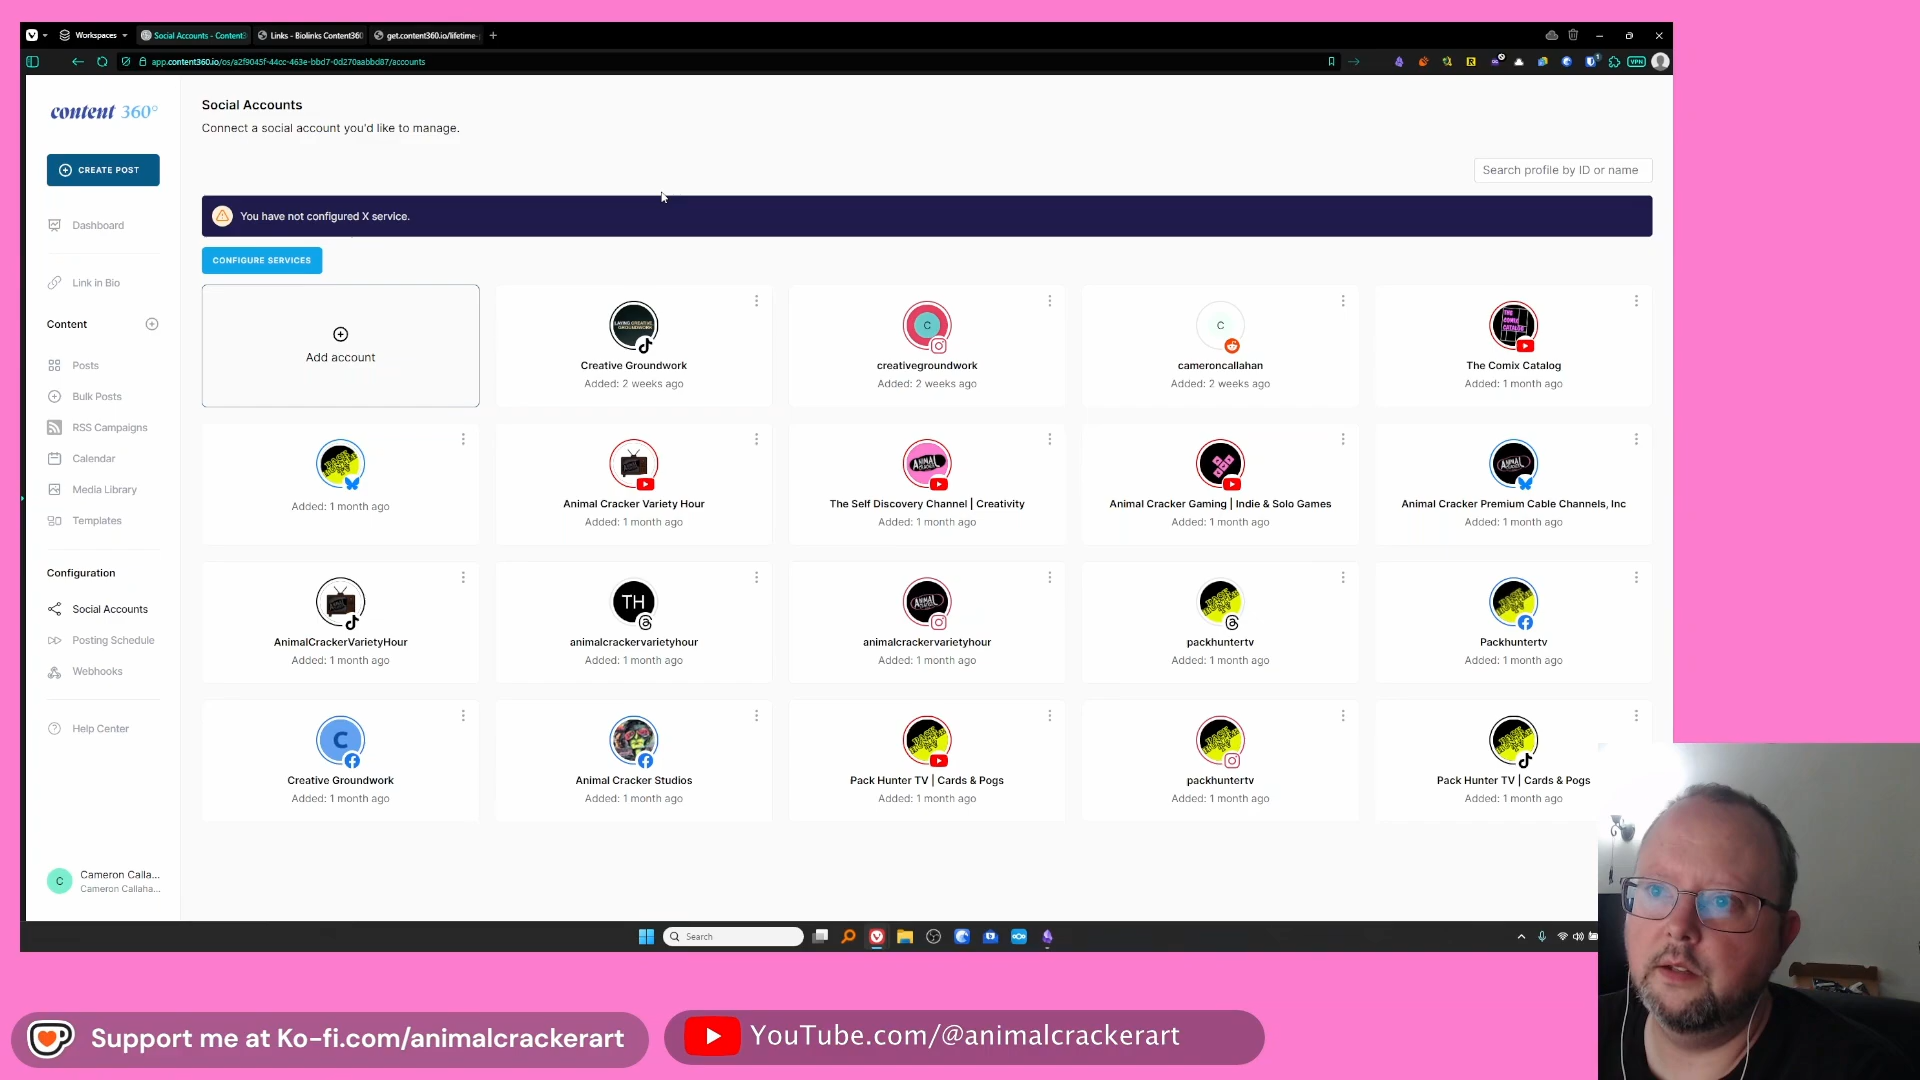 Workspaces
Social Accounts - Content3
Links - Biolinks Content360
get.content360.io/lifetime-
app.content360.io/os/a2f9045f-44cc-463e-bbd7-0d270aabbd87/accounts
VPN
content 360°
CREATE POST
Dashboard
Link in Bio
Content
Posts
Bulk Posts
RSS Campaigns
Calendar
Media Library
Templates
Configuration
Social Accounts
Posting Schedule
Webhooks
Help Center
C
Cameron Calla...
Cameron Callaha...
Social Accounts
Connect a social account you'd like to manage.
Search profile by ID or name
You have not configured X service.
CONFIGURE SERVICES
Add account
Creative Groundwork
Added: 2 weeks ago
C
creativegroundwork
Added: 2 weeks ago
C
cameroncallahan
Added: 2 weeks ago
THE COMIX CATALOG
The Comix Catalog
Added: 1 month ago
Added: 1 month ago
Animal Cracker Variety Hour
Added: 1 month ago
The Self Discovery Channel | Creativity
Added: 1 month ago
Animal Cracker Gaming | Indie & Solo Games
Added: 1 month ago
Animal Cracker Premium Cable Channels, Inc
Added: 1 month ago
AnimalCrackerVarietyHour
Added: 1 month ago
TH
animalcrackervarietyhour
Added: 1 month ago
animalcrackervarietyhour
Added: 1 month ago
packhuntertv
Added: 1 month ago
Packhuntertv
Added: 1 month ago
C
Creative Groundwork
Added: 1 month ago
Animal Cracker Studios
Added: 1 month ago
Pack Hunter TV | Cards & Pogs
Added: 1 month ago
packhuntertv
Added: 1 month ago
Pack Hunter TV | Cards & Pogs
Added: 1 month ago
Search
Support me at Ko-fi.com/animalcrackerart
YouTube.com/@animalcrackerart